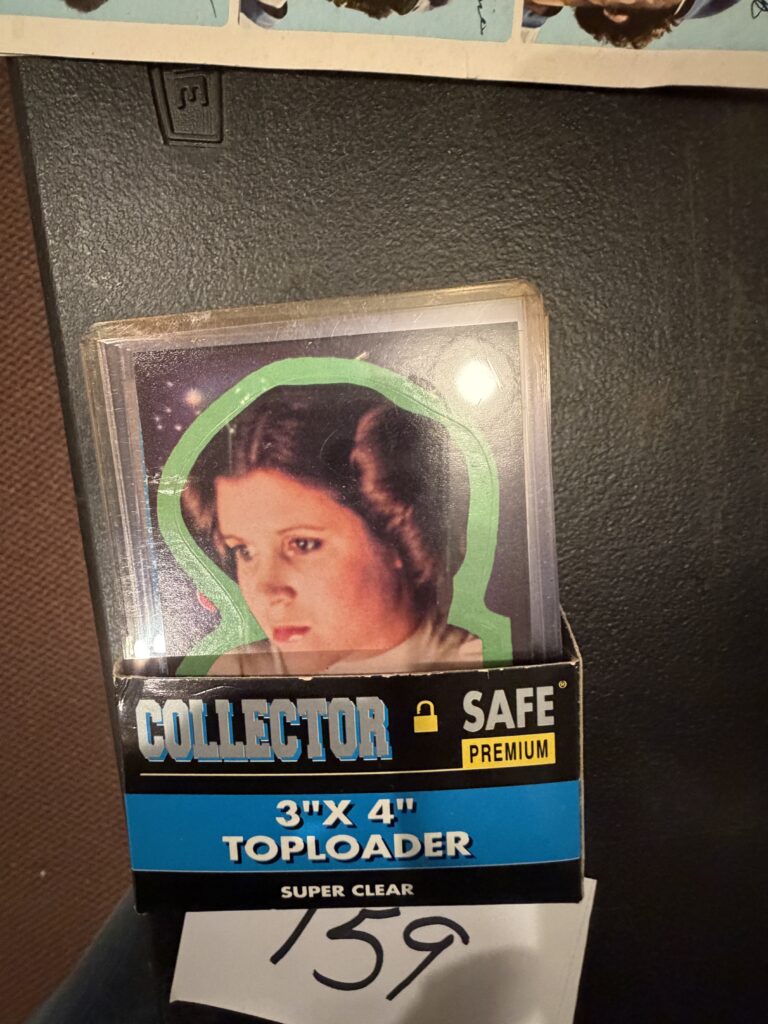 COLLECTOR SAFE®
PREMIUM
3"X 4"
TOPLOADER
SUPER CLEAR
159